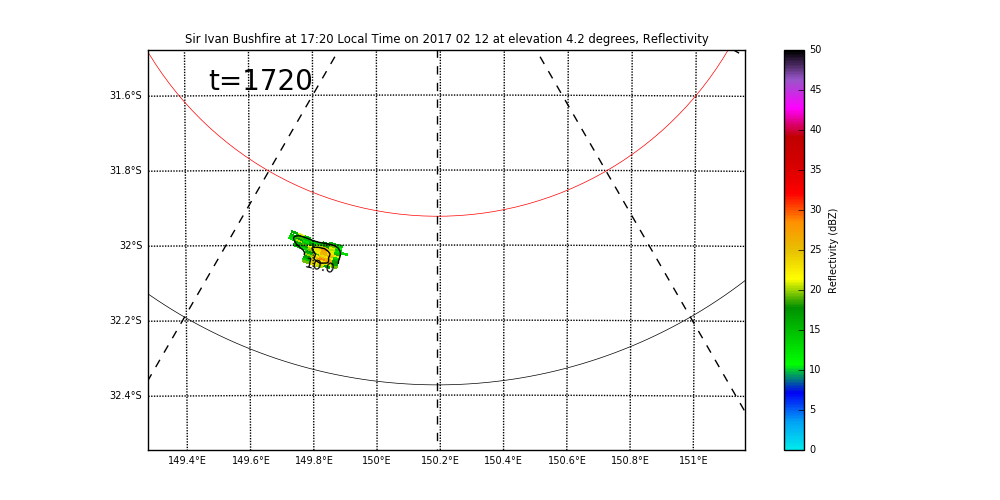 Sir Ivan Bushfire at 17:20 Local Time on 2017 02 12 at elevation 4.2 degrees, Reflectivity
t=1720
31.6°S
31.8°S
32°S
32.2°S
32.4°S
10.0
149.4°E 149.6°E 149.8°E 150°E 150.2°E 150.4°E 150.6°E 150.8°E 151°E
50
45
40
35
30
25
20
15
10
5
0
Reflectivity (dBZ)